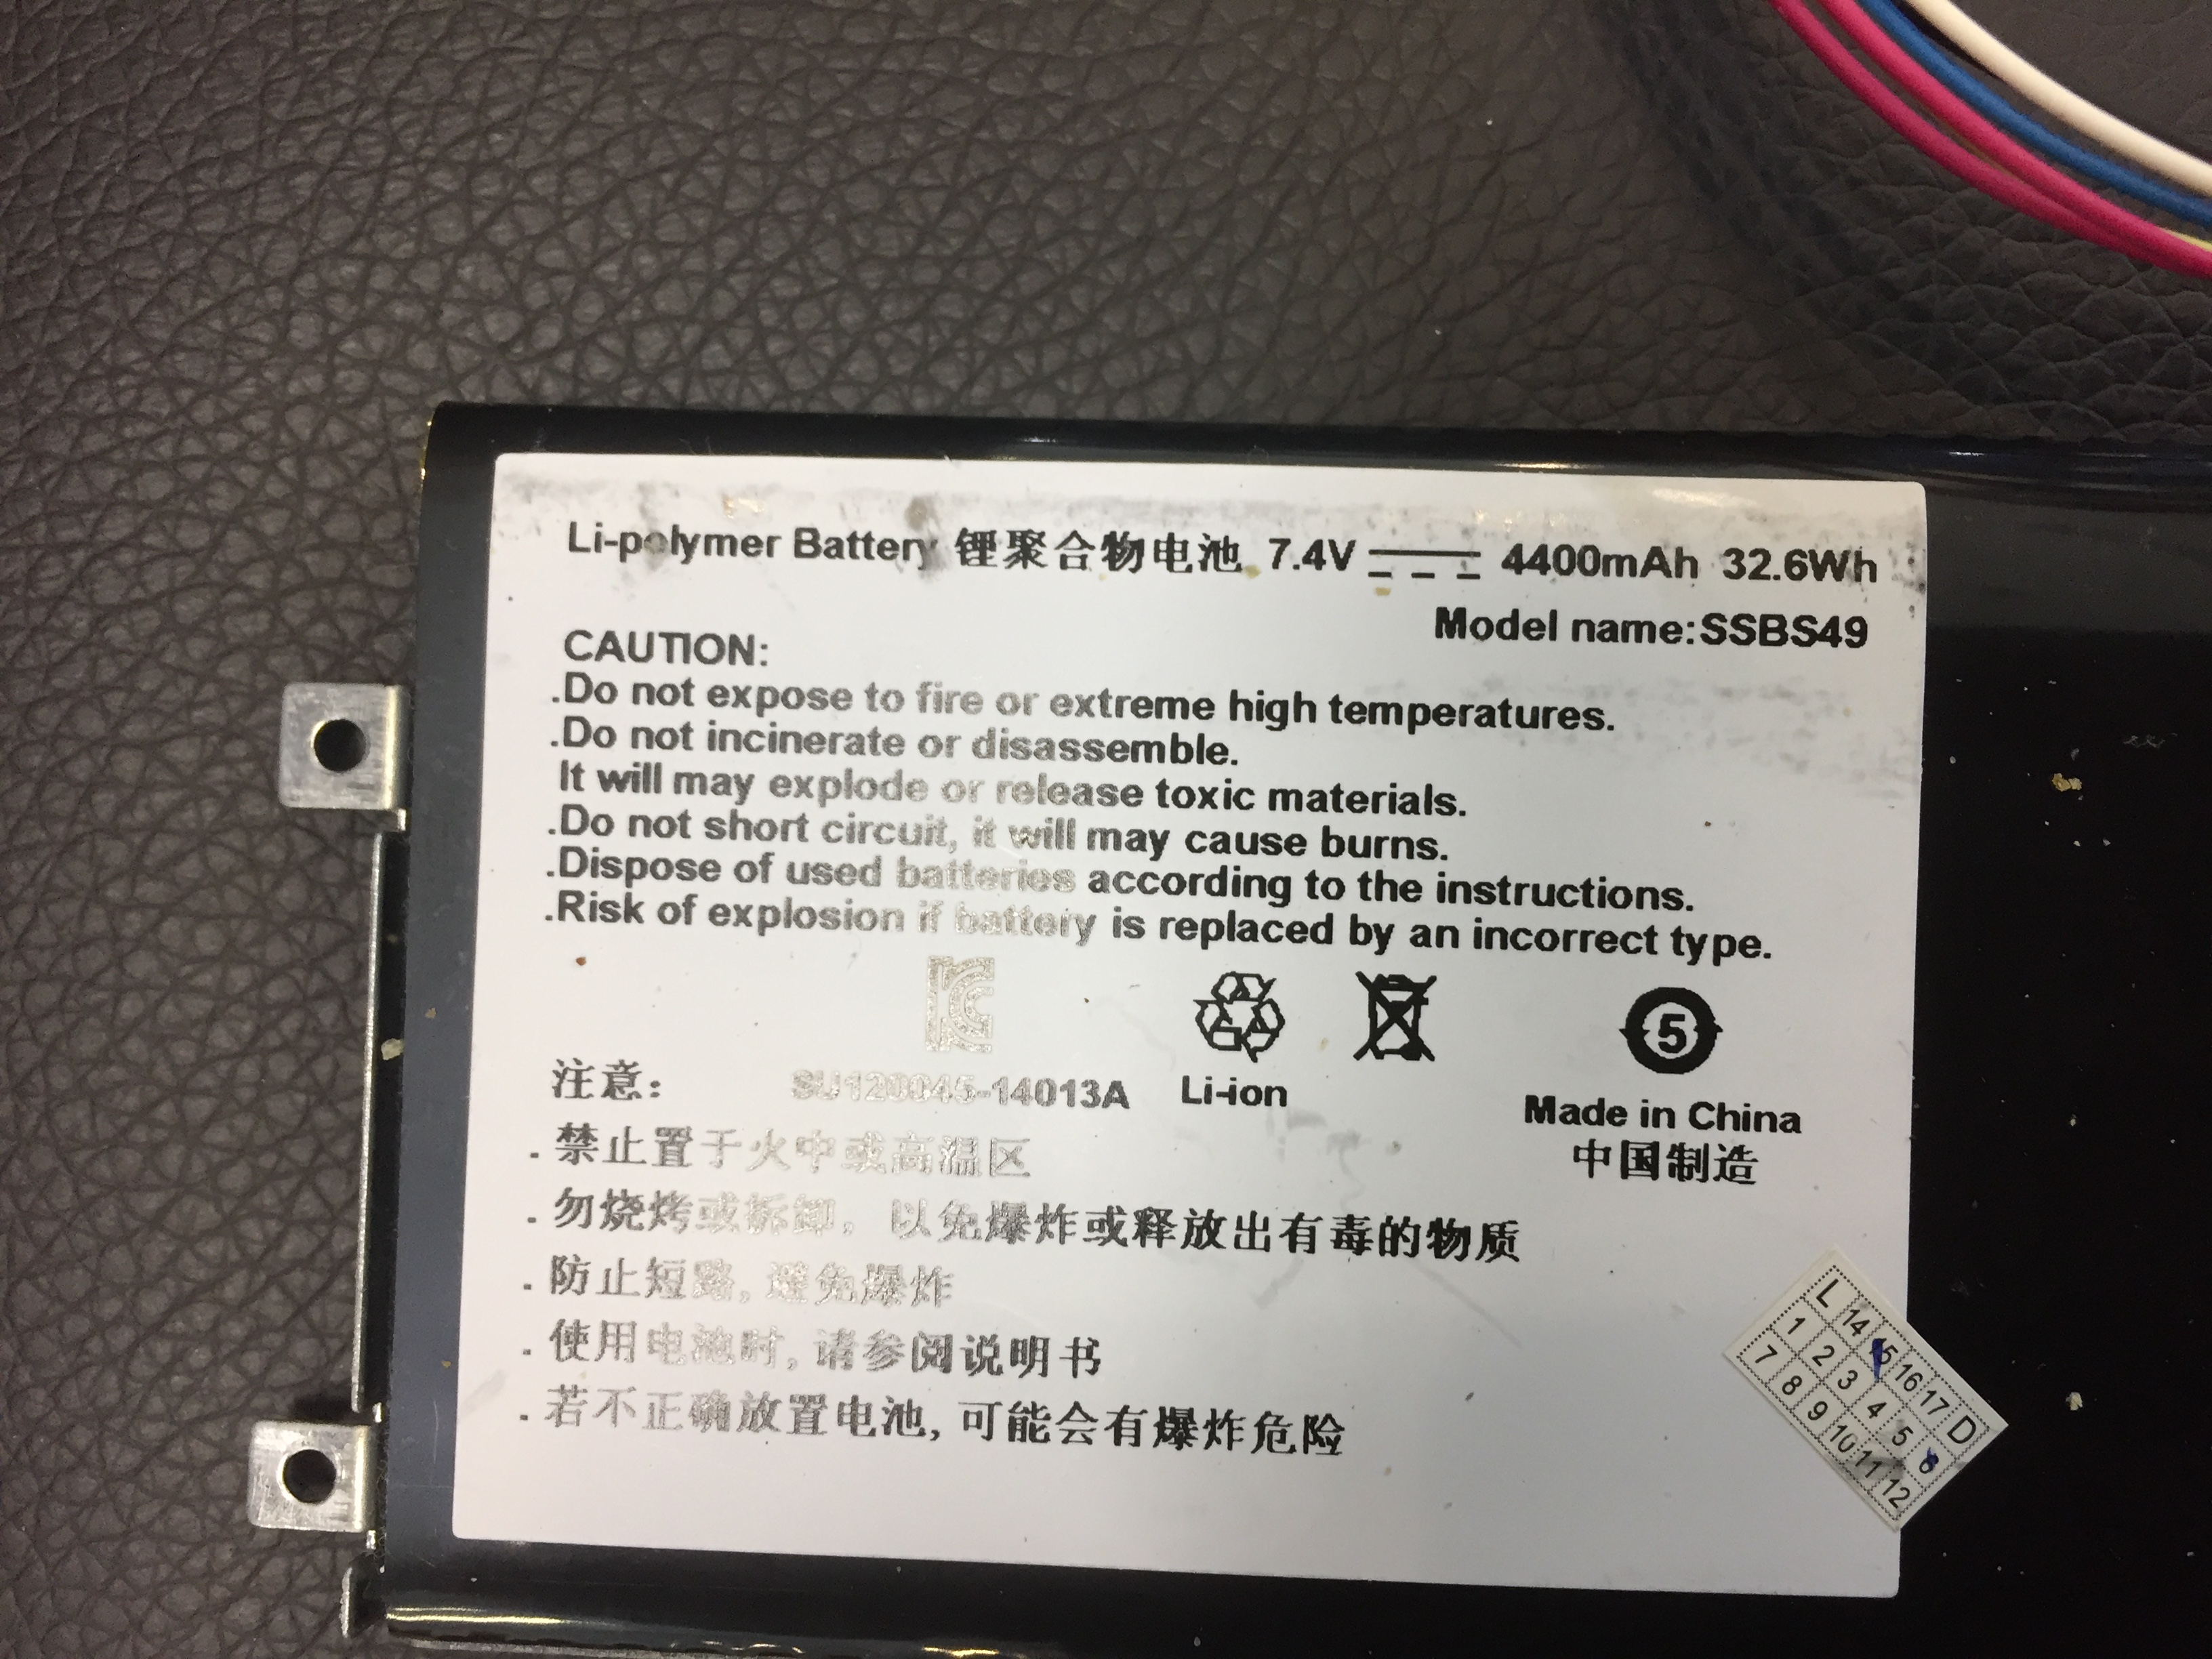 Li-polymer Battery 锂聚合物电池 7.4V 4400mAh 32.6Wh
Model name:SSBS49
CAUTION:
.Do not expose to fire or extreme high temperatures.
.Do not incinerate or disassemble.
It will may explode or release toxic materials.
.Do not short circuit, it will may cause burns.
.Dispose of used batteries according to the instructions.
.Risk of explosion if battery is replaced by an incorrect type.
5
注意: SU120045-14013A Li-ion
Made in China
中国制造
.禁止置于火中或高温区
.勿烧烤或拆卸, 以免爆炸或释放出有毒的物质
.防止短路,避免爆炸
.使用电池时,请参阅说明书
.若不正确放置电池,可能会有爆炸危险
L 14 15 16 17 D
1 2 3 4 5 6
7 8 9 10 11 12